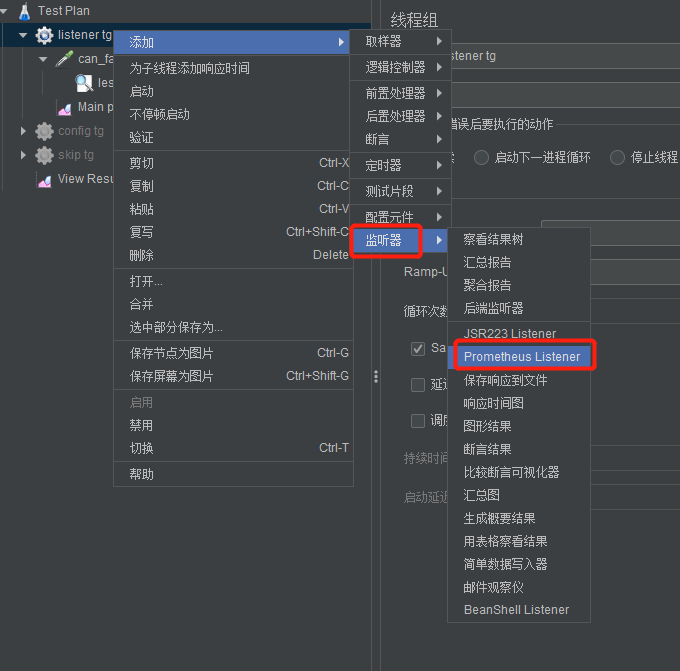 Test Plan
listener tg
can_fa
les
Main p
config tg
skip tg
View Resu
添加
为子线程添加响应时间
启动
不停顿启动
验证
剪切 Ctrl-X
复制 Ctrl-C
粘贴 Ctrl-V
复写 Ctrl+Shift-C
删除 Delete
打开...
合并
选中部分保存为...
保存节点为图片 Ctrl-G
保存屏幕为图片 Ctrl+Shift-G
启用
禁用
切换 Ctrl-T
帮助
取样器
逻辑控制器
前置处理器
后置处理器
断言
定时器
测试片段
配置元件
监听器
察看结果树
汇总报告
聚合报告
后端监听器
JSR223 Listener
Prometheus Listener
保存响应到文件
响应时间图
图形结果
断言结果
比较断言可视化器
汇总图
生成概要结果
用表格察看结果
简单数据写入器
邮件观察仪
BeanShell Listener
线程组
stener tg
错误后要执行的动作
启动下一进程循环
停止线程
Ramp-U
循环次数
Sa
延迟
调度
持续时间
启动延迟